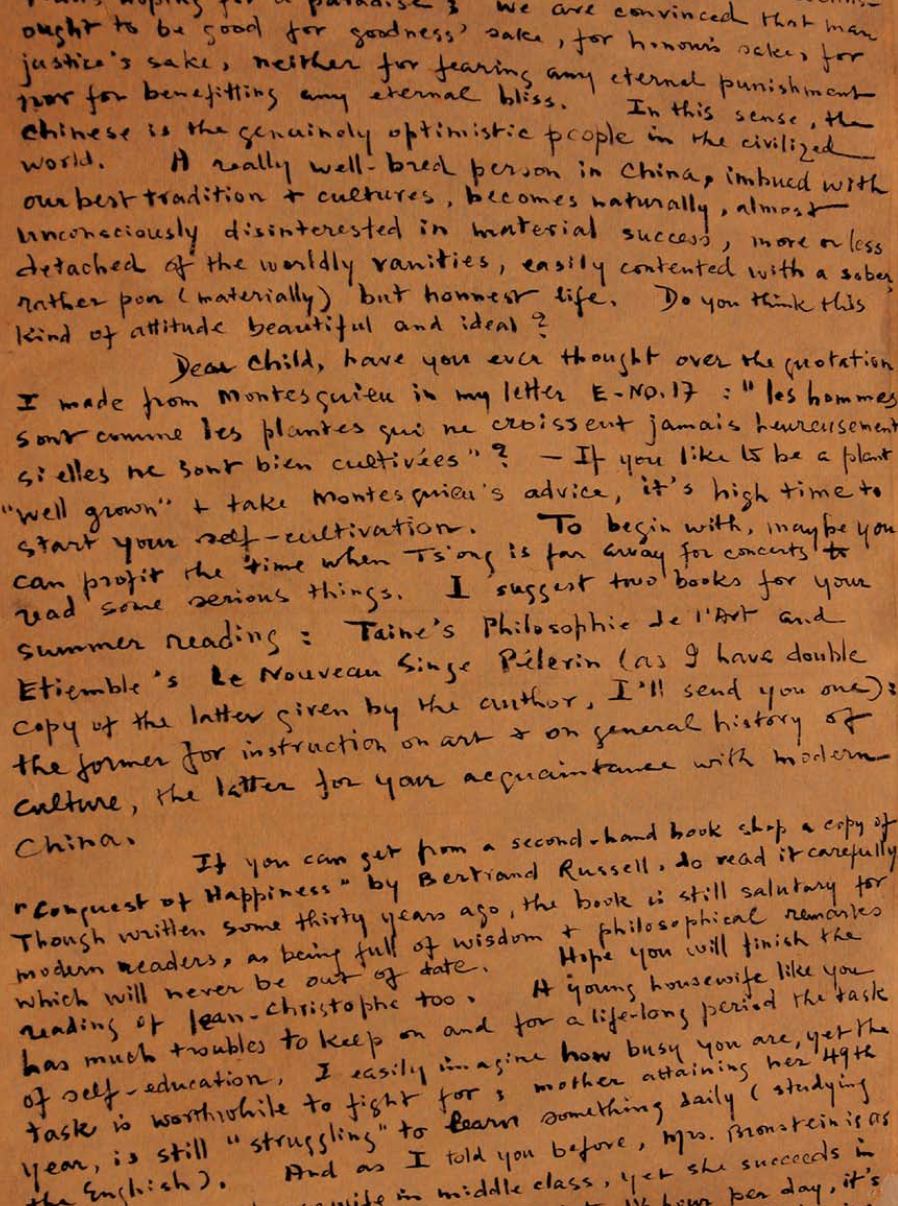 hoping for a paradise; we are convinced that man
ought to be good for goodness' sake, for honour's sake, for
justice's sake, neither for fearing any eternal punishment
nor for benefitting any eternal bliss. In this sense, the
Chinese is the genuinely optimistic people in the civilized
world. A really well-bred person in China, imbued with
our best tradition + cultures, becomes naturally, almost
unconsciously disinterested in material success, more or less
detached of the worldly vanities, easily contented with a sober,
rather poor (materially) but honnest life. Do you think this
kind of attitude beautiful and ideal?
Dear Child, have you ever thought over the quotation
I made from Montesquieu in my letter E-No.17 : "les hommes
sont comme les plantes qui ne croissent jamais heureusement
si elles ne sont bien cultivées"? — If you like to be a plant
"well grown" + take Montesquieu's advice, it's high time to
start your self-cultivation. To begin with, maybe you
can profit the time when Ts'ong is far away for concerts to
read some serious things. I suggest two books for your
summer reading : Taine's Philosophie de l'Art and
Etiemble's Le Nouveau Singe Pélerin (as I have double
copy of the latter given by the author, I'll send you one):
the former for instruction on art + on general history of
culture, the latter for your acquaintance with modern
China.
If you can get from a second-hand book shop a copy of
"Conquest of Happiness" by Bertrand Russell, do read it carefully
Though written some thirty years ago, the book is still salutary for
modern readers, as being full of wisdom + philosophical remarks
which will never be out of date. Hope you will finish the
reading of Jean-Christophe too. A young housewife like you
has much troubles to keep on and for a life-long period the task
of self-education, I easily imagine how busy you are, yet the
task is worthwhile to fight for; mother attaining her 49th
year, is still "struggling" to learn something daily (studying
the English). And as I told you before, Mrs. Bronstein is as
in middle class, yet she succeeds in
hour per day, it's